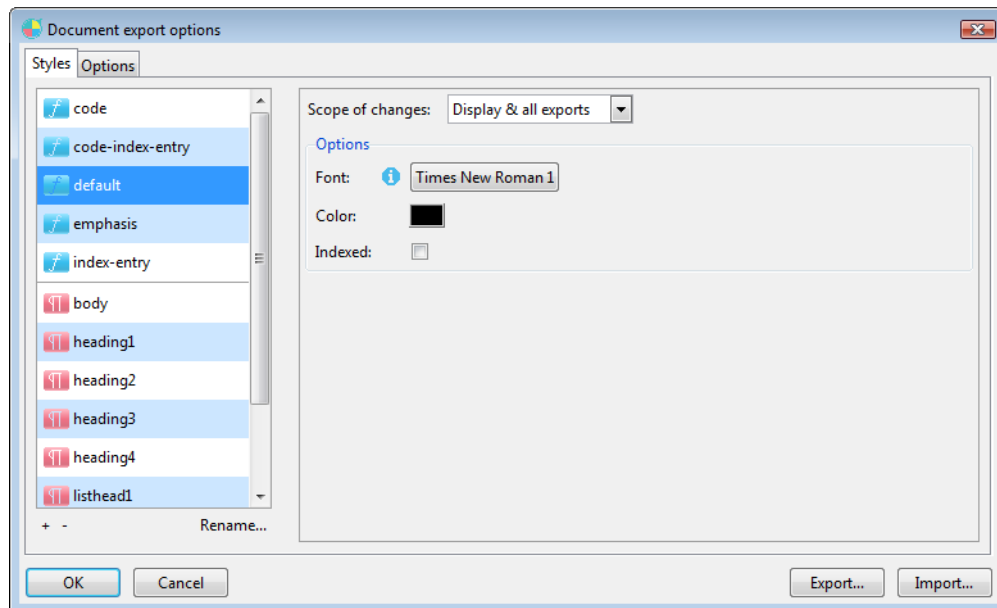 Document export options
Styles Options
code
code-index-entry
default
emphasis
index-entry
body
heading1
heading2
heading3
heading4
listhead1
+ - Rename...
Scope of changes: Display & all exports
Options
Font: Times New Roman 1
Color:
Indexed:
OK Cancel Export... Import...